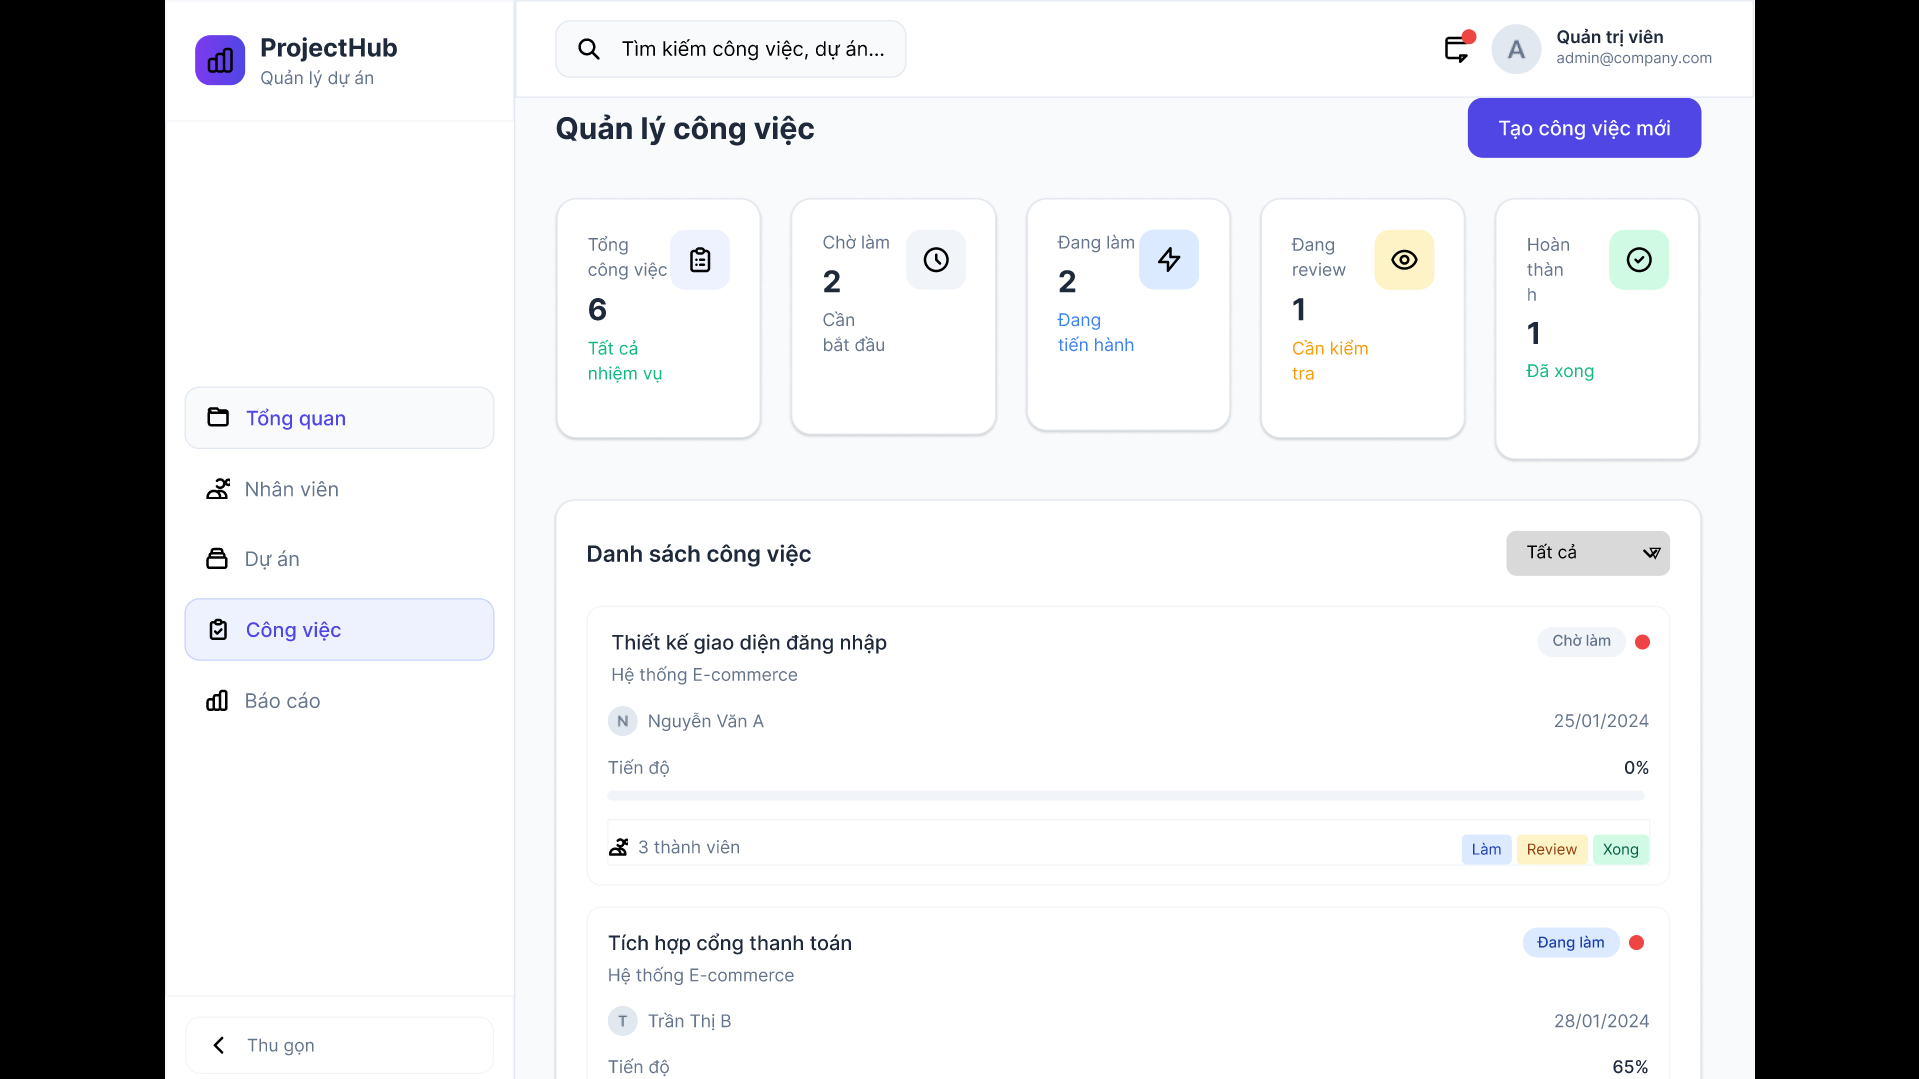 ProjectHub
Quản lý dự án
Tìm kiếm công việc, dự án...
A
Quản trị viên
admin@company.com
Quản lý công việc
Tạo công việc mới
Tổng
công việc
6
Tất cả
nhiệm vụ
Chờ làm
2
Cần
bắt đầu
Đang làm
2
Đang
tiến hành
Đang
review
1
Cần kiểm
tra
Hoàn
thàn
h
1
Đã xong
Tổng quan
Nhân viên
Dự án
Công việc
Báo cáo
Thu gọn
Danh sách công việc
Tất cả
Thiết kế giao diện đăng nhập
Chờ làm
Hệ thống E-commerce
N
Nguyễn Văn A
25/01/2024
Tiến độ
0%
3 thành viên
Làm
Review
Xong
Tích hợp cổng thanh toán
Đang làm
Hệ thống E-commerce
T
Trần Thị B
28/01/2024
Tiến độ
65%